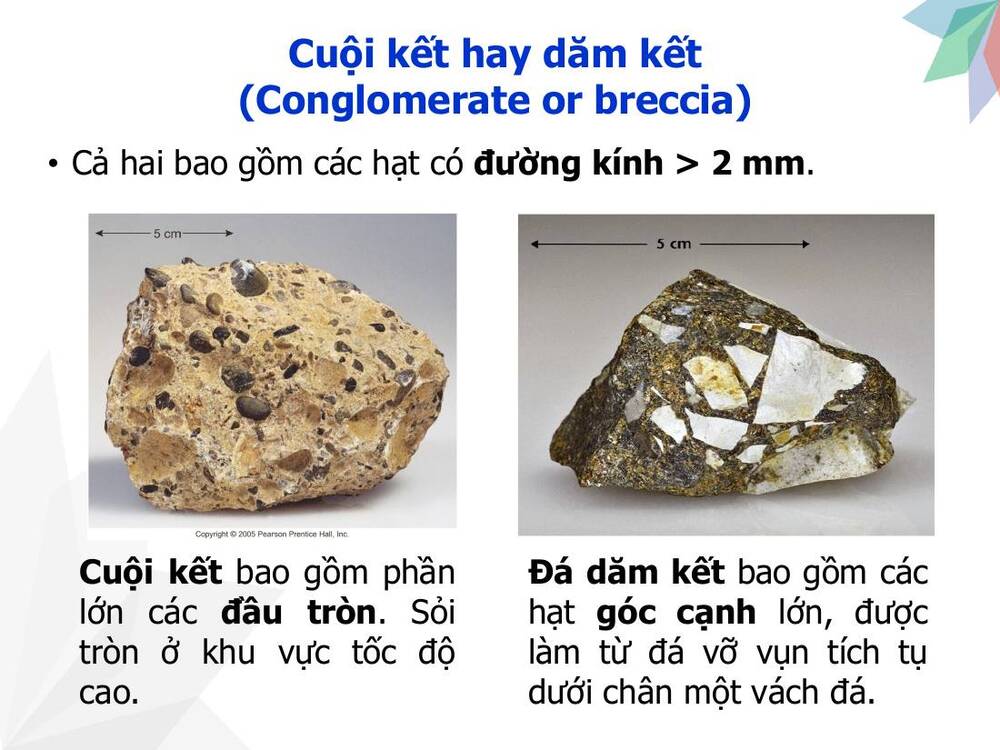 Cuội kết hay dăm kết
(Conglomerate or breccia)
• Cả hai bao gồm các hạt có đường kính > 2 mm.
5 cm
5 cm
Copyright © 2005 Pearson Prentice Hall, Inc.
Cuội kết bao gồm phần
lớn các đầu tròn. Sỏi
tròn ở khu vực tốc độ
cao.
Đá dăm kết bao gồm các
hạt góc cạnh lớn, được
làm từ đá vỡ vụn tích tụ
dưới chân một vách đá.